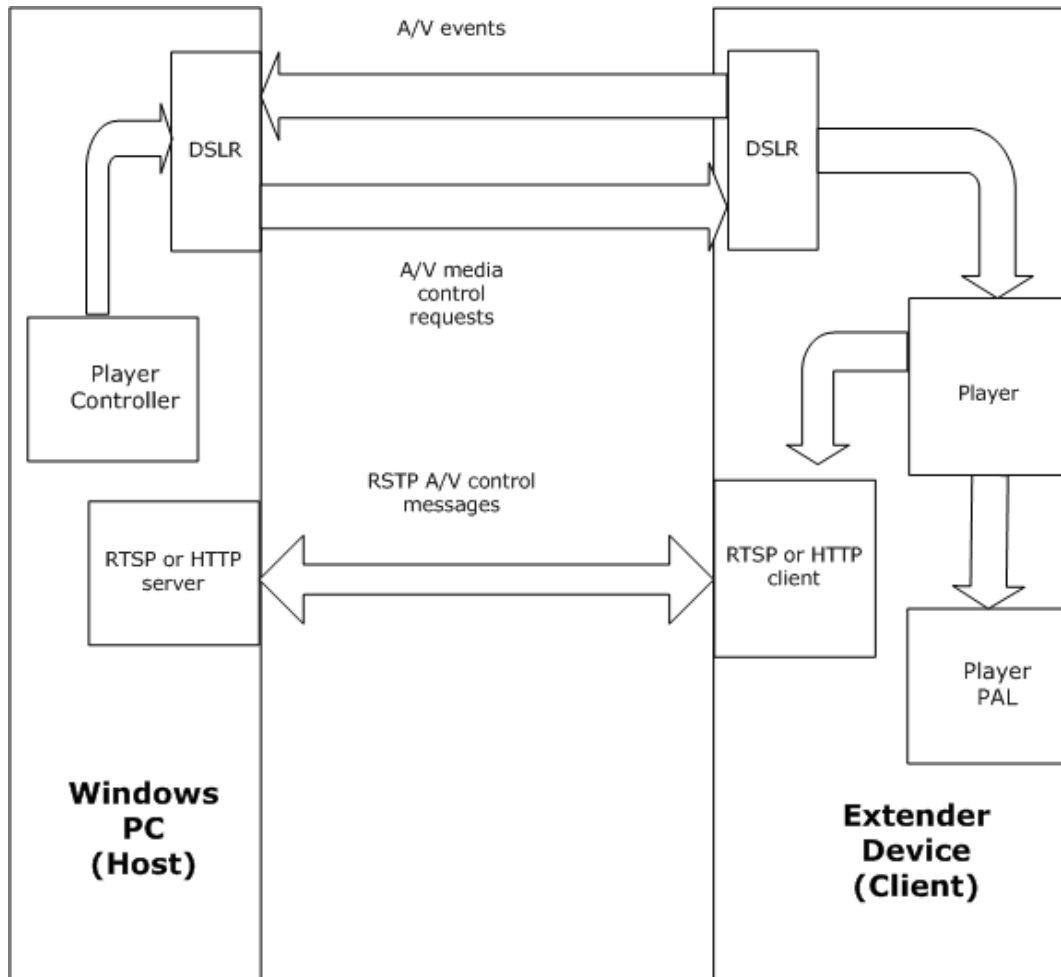 A/V events
DSLR
DSLR
A/V media
control
requests
Player
Controller
Player
RSTP A/V control
messages
RTSP or HTTP
server
RTSP or HTTP
client
Player
PAL
Windows
PC
(Host)
Extender
Device
(Client)